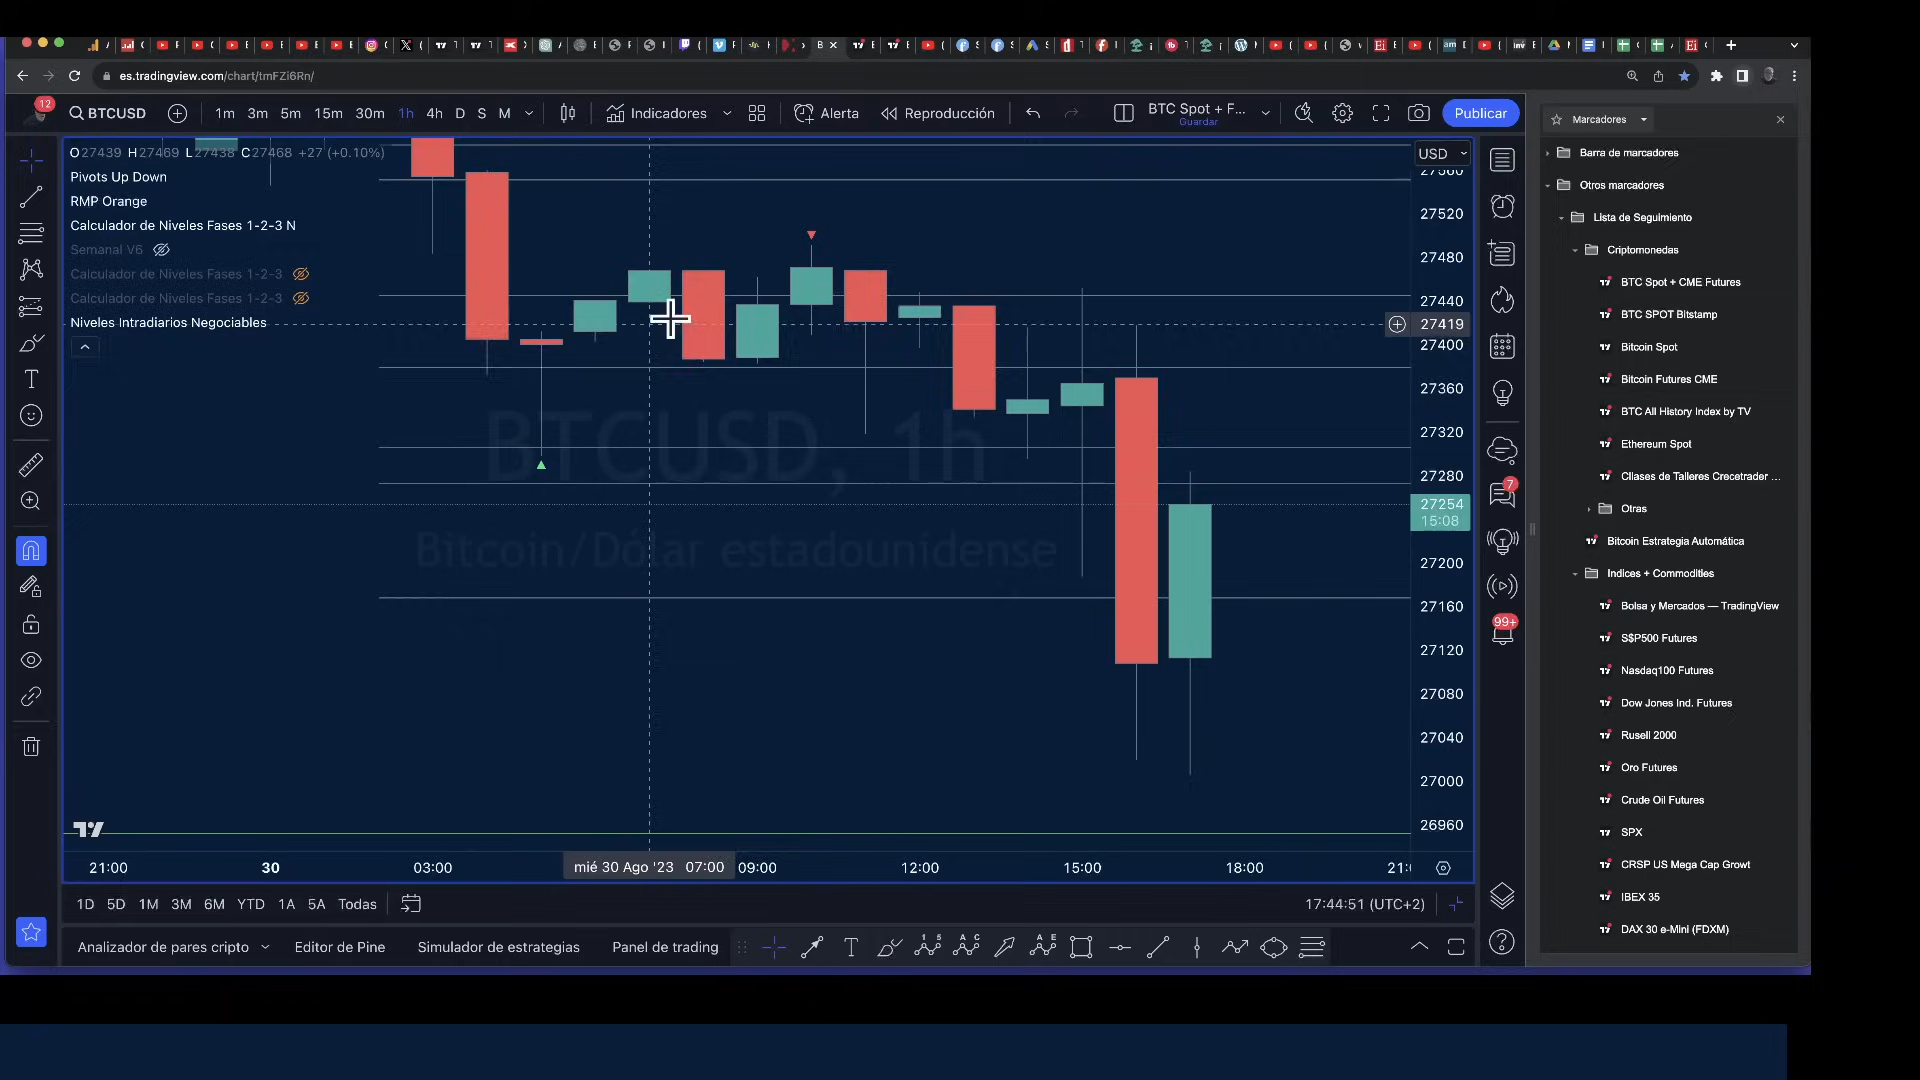 es.tradingview.com/chart/tmFZi6Rn/
12
BTCUSD
1m 3m 5m 15m 30m 1h 4h D S M
Indicadores
Alerta
Reproducción
BTC Spot + F...
Guardar
Publicar
O27439 H27469 L27438 C27468 +27 (+0.10%)
Pivots Up Down
RMP Orange
Calculador de Niveles Fases 1-2-3 N
Semanal V6
Calculador de Niveles Fases 1-2-3
Calculador de Niveles Fases 1-2-3
Niveles Intradiarios Negociables
BTCUSD, 1h
Bitcoin/Dólar estadounidense
USD
27560
27520
27480
27440
27419
27400
27360
27320
27280
27254
15:08
27200
27160
27120
27080
27040
27000
26960
21:00 30 03:00 mié 30 Ago '23 07:00 09:00 12:00 15:00 18:00 21:
1D 5D 1M 3M 6M YTD 1A 5A Todas
17:44:51 (UTC+2)
Analizador de pares cripto
Editor de Pine
Simulador de estrategias
Panel de trading
7
99+
Marcadores
Barra de marcadores
Otros marcadores
Lista de Seguimiento
Criptomonedas
BTC Spot + CME Futures
BTC SPOT Bitstamp
Bitcoin Spot
Bitcoin Futures CME
BTC All History Index by TV
Ethereum Spot
Cllases de Talleres Crecetrader ...
Otras
Bitcoin Estrategia Automática
Indices + Commodities
Bolsa y Mercados — TradingView
S$P500 Futures
Nasdaq100 Futures
Dow Jones Ind. Futures
Rusell 2000
Oro Futures
Crude Oil Futures
SPX
CRSP US Mega Cap Growt
IBEX 35
DAX 30 e-Mini (FDXM)